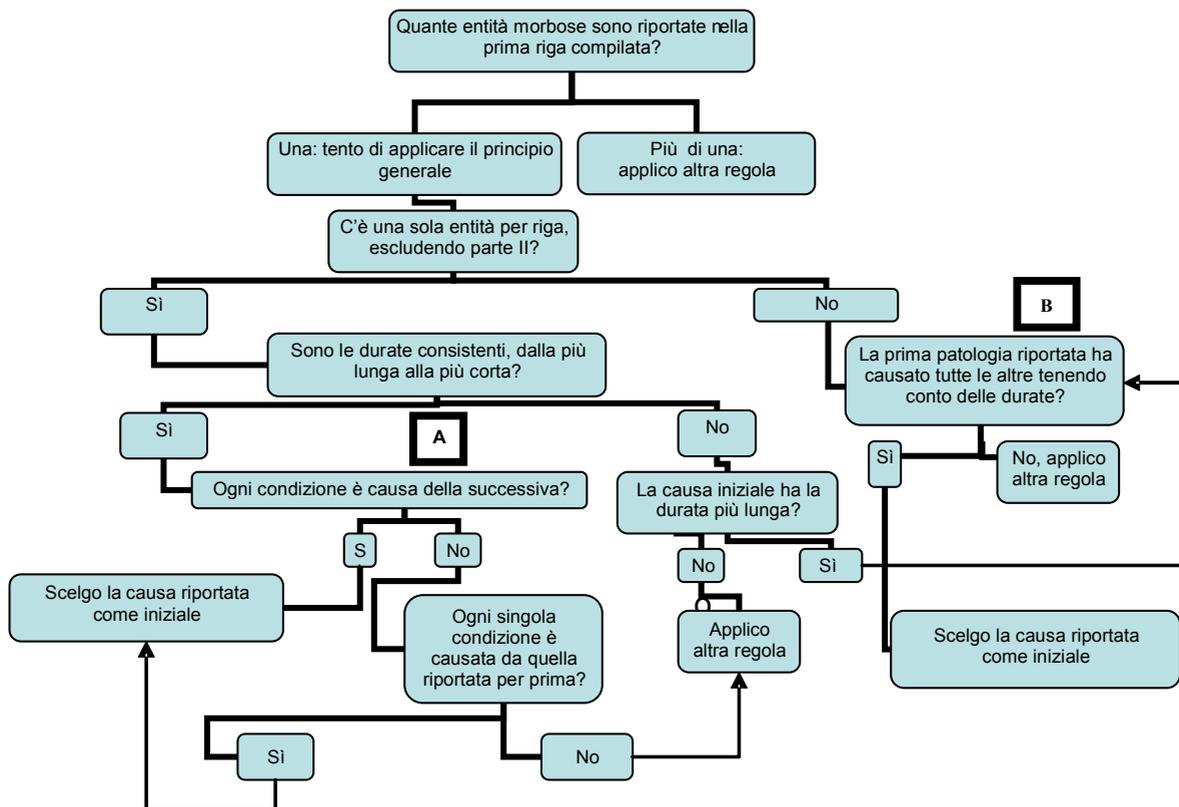 Quante entità morbose sono riportate nella
prima riga compilata?
Una: tento di applicare il principio
generale
Più di una:
applico altra regola
C'è una sola entità per riga,
escludendo parte II?
Sì
No
B
Sono le durate consistenti, dalla più
lunga alla più corta?
La prima patologia riportata ha
causato tutte le altre tenendo
conto delle durate?
Sì
A
No
Sì
No, applico
altra regola
Ogni condizione è causa della successiva?
La causa iniziale ha la
durata più lunga?
S
No
No
Sì
Scelgo la causa riportata
come iniziale
Ogni singola
condizione è
causata da quella
riportata per prima?
O
Applico
altra regola
Scelgo la causa riportata
come iniziale
Sì
No